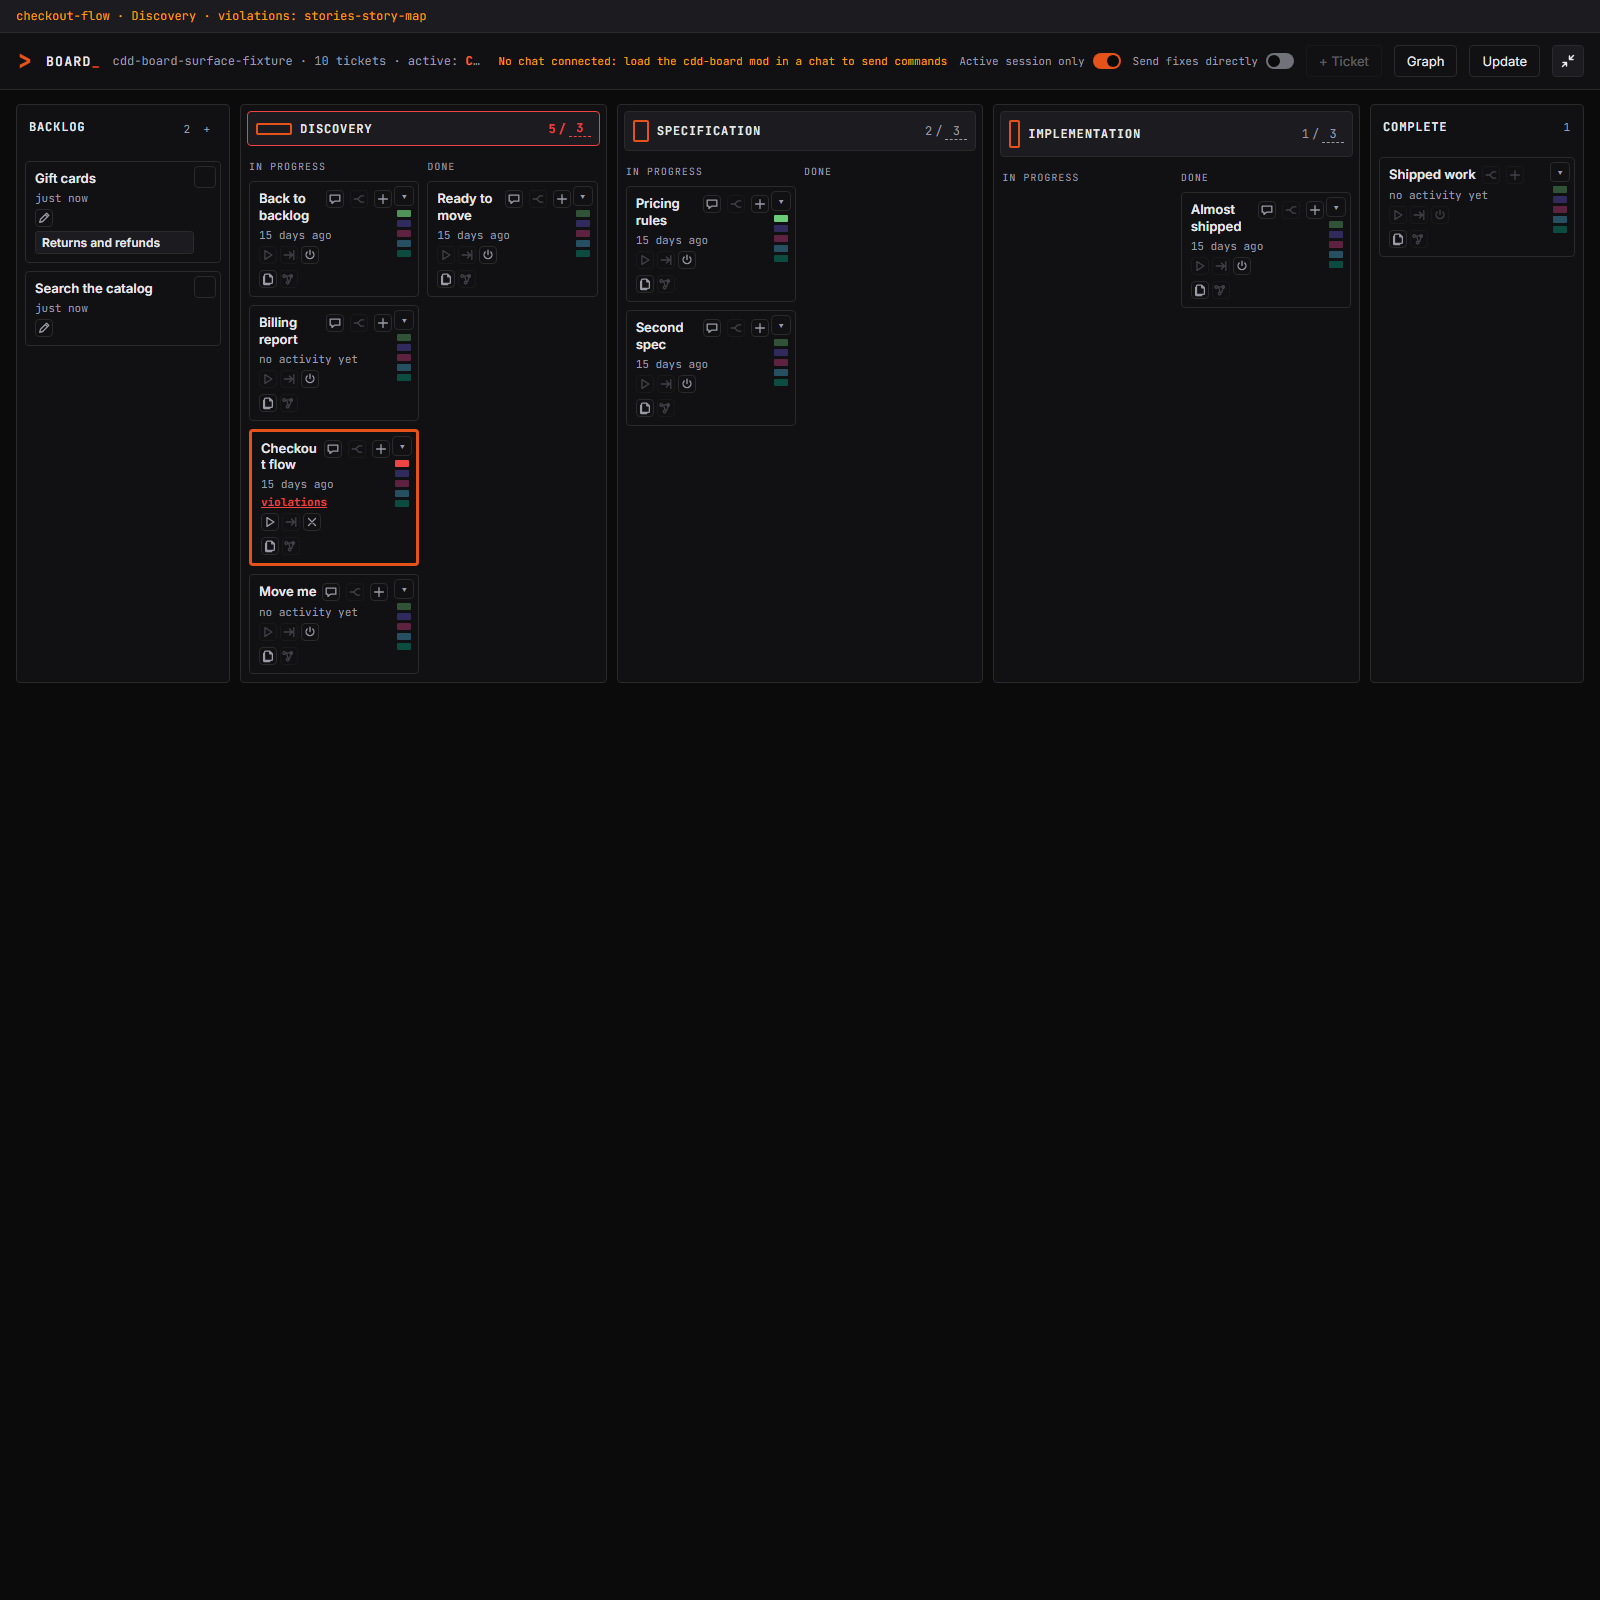 checkout-flow · Discovery · violations: stories-story-map
BOARD_ cdd-board-surface-fixture · 10 tickets · active: C… No chat connected: load the cdd-board mod in a chat to send commands Active session only Send fixes directly + Ticket Graph Update
BACKLOG 2 +
Gift cards
just now
Returns and refunds
Search the catalog
just now
DISCOVERY 5 / 3
IN PROGRESS
Back to
backlog
15 days ago
Billing
report
no activity yet
Checkou
t flow
15 days ago
violations
Move me
no activity yet
DONE
Ready to
move
15 days ago
SPECIFICATION 2 / 3
IN PROGRESS
Pricing
rules
15 days ago
Second
spec
15 days ago
DONE
IMPLEMENTATION 1 / 3
IN PROGRESS
DONE
Almost
shipped
15 days ago
COMPLETE 1
Shipped work
no activity yet